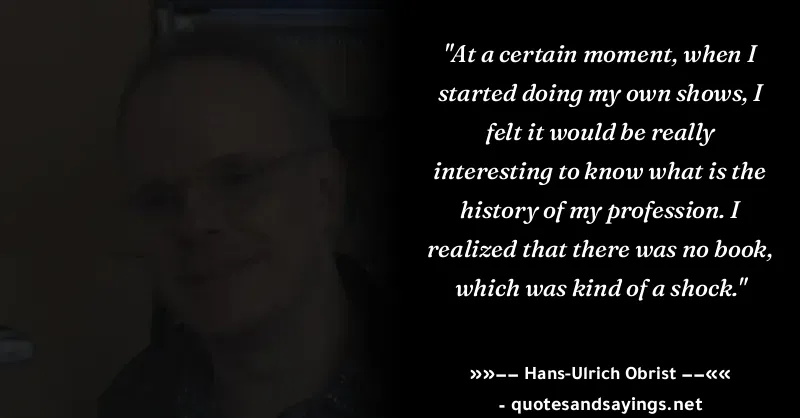 "At a certain moment, when I
started doing my own shows, I
felt it would be really
interesting to know what is the
history of my profession. I
realized that there was no book,
which was kind of a shock."
»»−− Hans-Ulrich Obrist −−««
- quotesandsayings.net